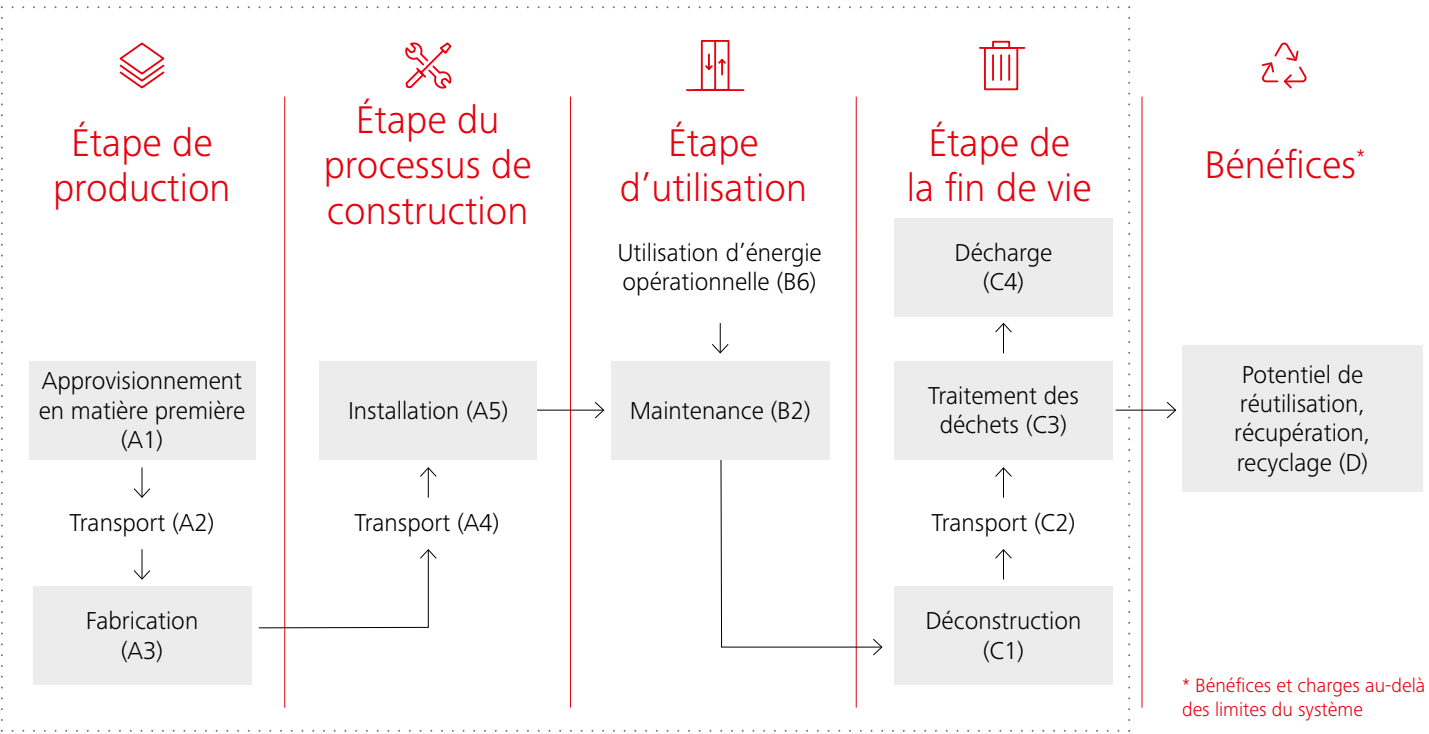 Étape de
production
Approvisionnement
en matière première
(A1)
Transport (A2)
Fabrication
(A3)
Étape du
processus de
construction
Installation (A5)
Transport (A4)
Étape
d’utilisation
Utilisation d’énergie
opérationnelle (B6)
Maintenance (B2)
Étape de
la fin de vie
Décharge
(C4)
Traitement des
déchets (C3)
Transport (C2)
Déconstruction
(C1)
Bénéfices*
Potentiel de
réutilisation,
récupération,
recyclage (D)
* Bénéfices et charges au-delà
des limites du système